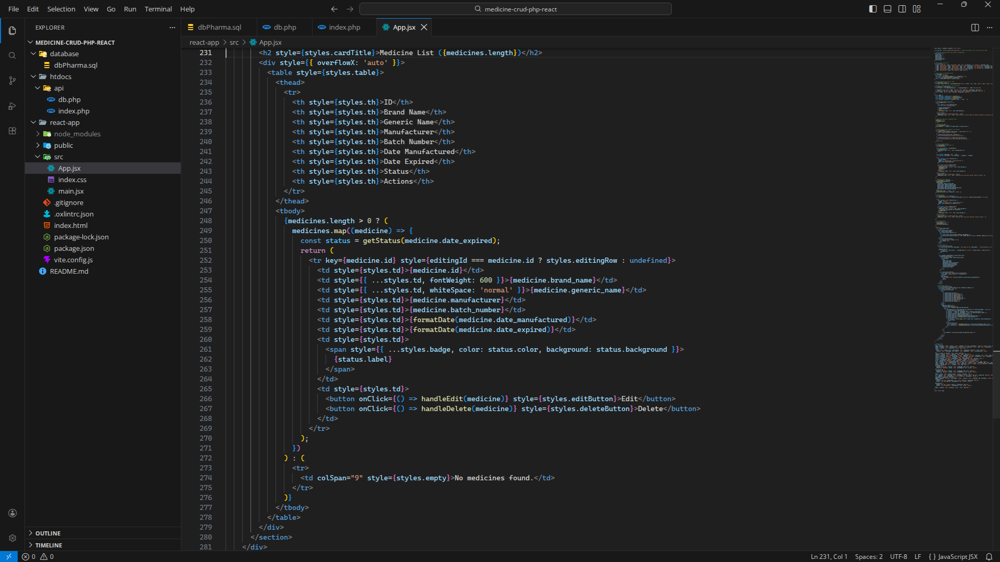 File Edit Selection View Go Run Terminal Help
medicine-crud-php-react
EXPLORER
MEDICINE-CRUD-PHP-REACT
database
dbPharma.sql
htdocs
api
db.php
index.php
react-app
node_modules
public
src
App.jsx
index.css
main.jsx
.gitignore
.oxlintrc.json
index.html
package-lock.json
package.json
vite.config.js
README.md
OUTLINE
TIMELINE
dbPharma.sql db.php index.php App.jsx
react-app > src > App.jsx
231 <h2 style={styles.cardTitle}>Medicine List ({medicines.length})</h2>
232 <div style={{ overflowX: 'auto' }}>
233 <table style={styles.table}>
234 <thead>
235 <tr>
236 <th style={styles.th}>ID</th>
237 <th style={styles.th}>Brand Name</th>
238 <th style={styles.th}>Generic Name</th>
239 <th style={styles.th}>Manufacturer</th>
240 <th style={styles.th}>Batch Number</th>
241 <th style={styles.th}>Date Manufactured</th>
242 <th style={styles.th}>Date Expired</th>
243 <th style={styles.th}>Status</th>
244 <th style={styles.th}>Actions</th>
245 </tr>
246 </thead>
247 <tbody>
248 {medicines.length > 0 ? (
249 medicines.map((medicine) => {
250 const status = getStatus(medicine.date_expired);
251 return (
252 <tr key={medicine.id} style={editingId === medicine.id ? styles.editingRow : undefined}>
253 <td style={styles.td}>{medicine.id}</td>
254 <td style={{ ...styles.td, fontWeight: 600 }}>{medicine.brand_name}</td>
255 <td style={{ ...styles.td, whiteSpace: 'normal' }}>{medicine.generic_name}</td>
256 <td style={styles.td}>{medicine.manufacturer}</td>
257 <td style={styles.td}>{medicine.batch_number}</td>
258 <td style={styles.td}>{formatDate(medicine.date_manufactured)}</td>
259 <td style={styles.td}>{formatDate(medicine.date_expired)}</td>
260 <td style={styles.td}>
261 <span style={{ ...styles.badge, color: status.color, background: status.background }}>
262 {status.label}
263 </span>
264 </td>
265 <td style={styles.td}>
266 <button onClick={() => handleEdit(medicine)} style={styles.editButton}>Edit</button>
267 <button onClick={() => handleDelete(medicine)} style={styles.deleteButton}>Delete</button>
268 </td>
269 </tr>
270 );
271 })
272 ) : (
273 <tr>
274 <td colSpan="9" style={styles.empty}>No medicines found.</td>
275 </tr>
276 )}
277 </tbody>
278 </table>
279 </div>
280 </section>
281 </div>
0 0
Ln 231, Col 1 Spaces: 2 UTF-8 LF { } JavaScript JSX